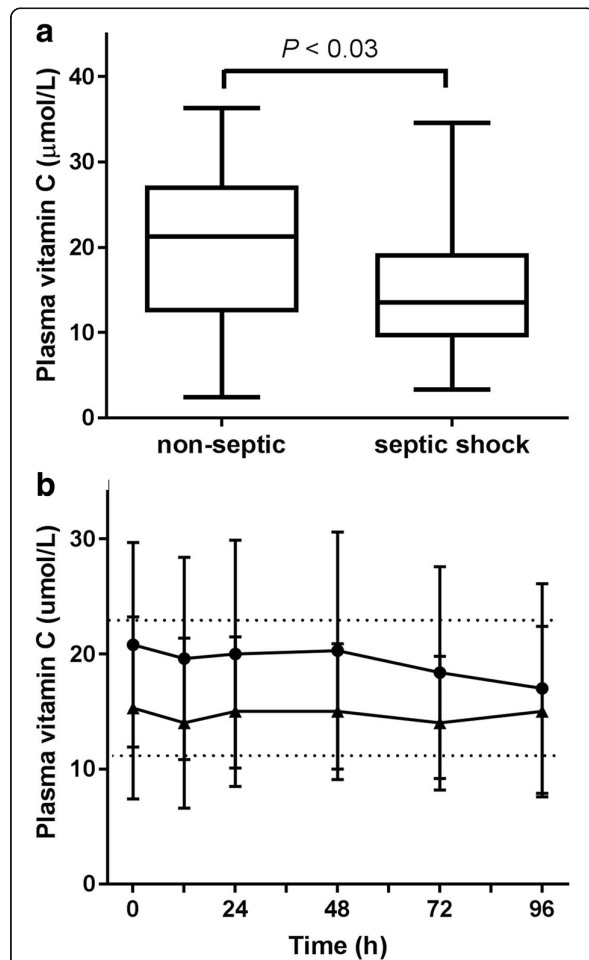 a
P < 0.03
Plasma vitamin C (μmol/L)
40
30
20
10
0
non-septic septic shock
b
Plasma vitamin C (umol/L)
30
20
10
0
0 24 48 72 96
Time (h)